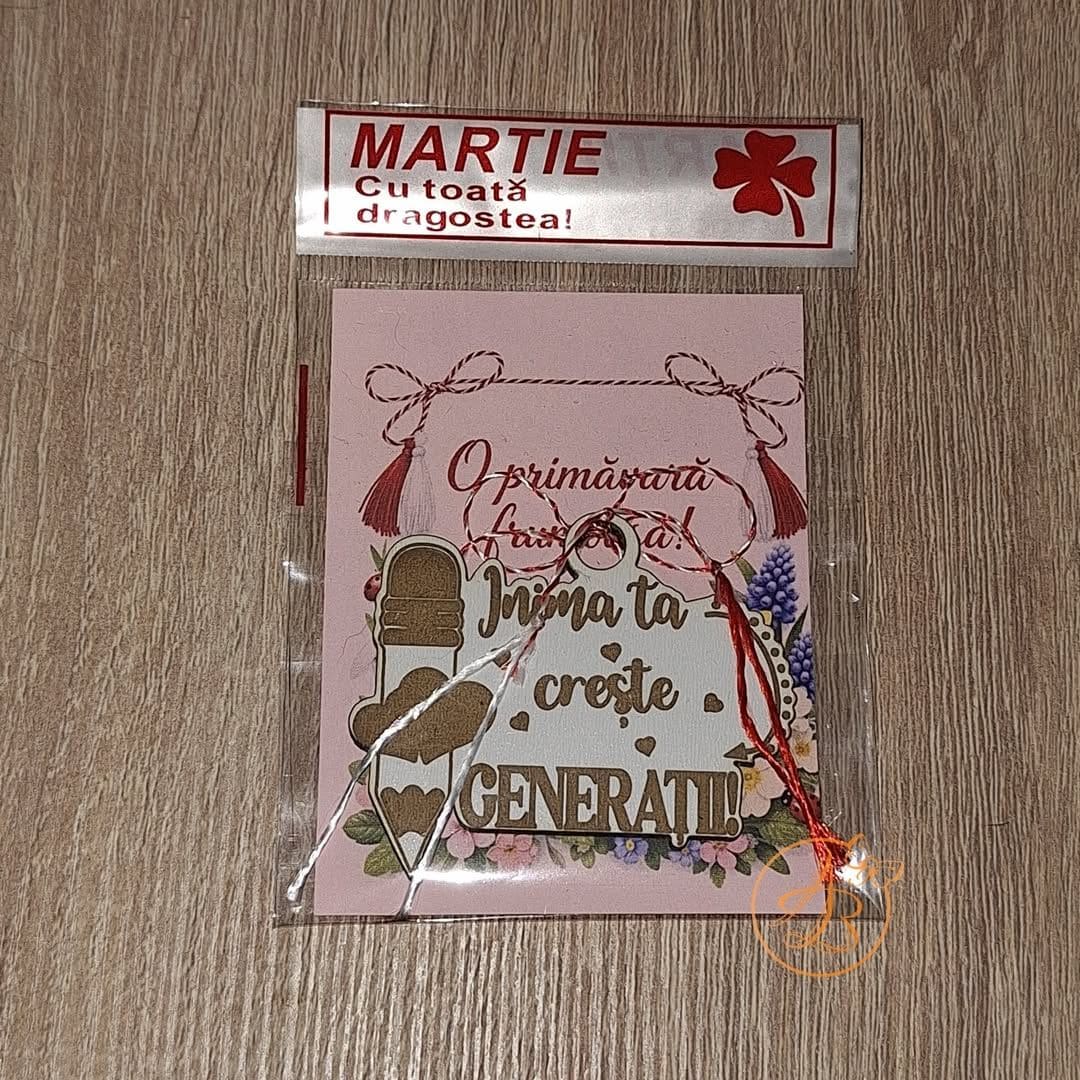 MARTIE
Cu toată
dragostea!
O primăvară
Inima ta
crește
GENERAȚII!